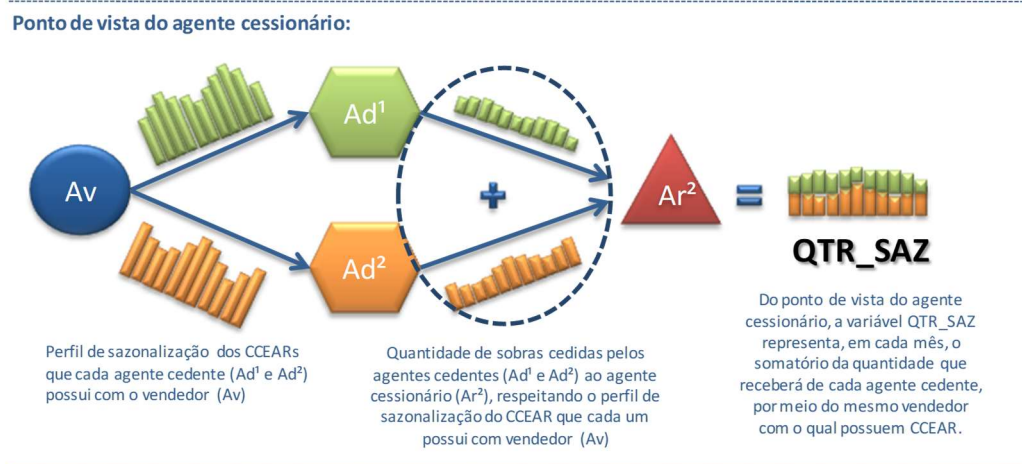 Ponto de vista do agente cessionário:
Av
Ad¹
Ad²
+
Ar²
=
QTR_SAZ
Perfil de sazonalização dos CCEARs
que cada agente cedente (Ad¹ e Ad²)
possui com o vendedor (Av)
Quantidade de sobras cedidas pelos
agentes cedentes (Ad¹ e Ad²) ao agente
cessionário (Ar²), respeitando o perfil de
sazonalização do CCEAR que cada um
possui com vendedor (Av)
Do ponto de vista do agente
cessionário, a variável QTR_SAZ
representa, em cada mês, o
somatório da quantidade que
receberá de cada agente cedente,
por meio do mesmo vendedor
com o qual possuem CCEAR.